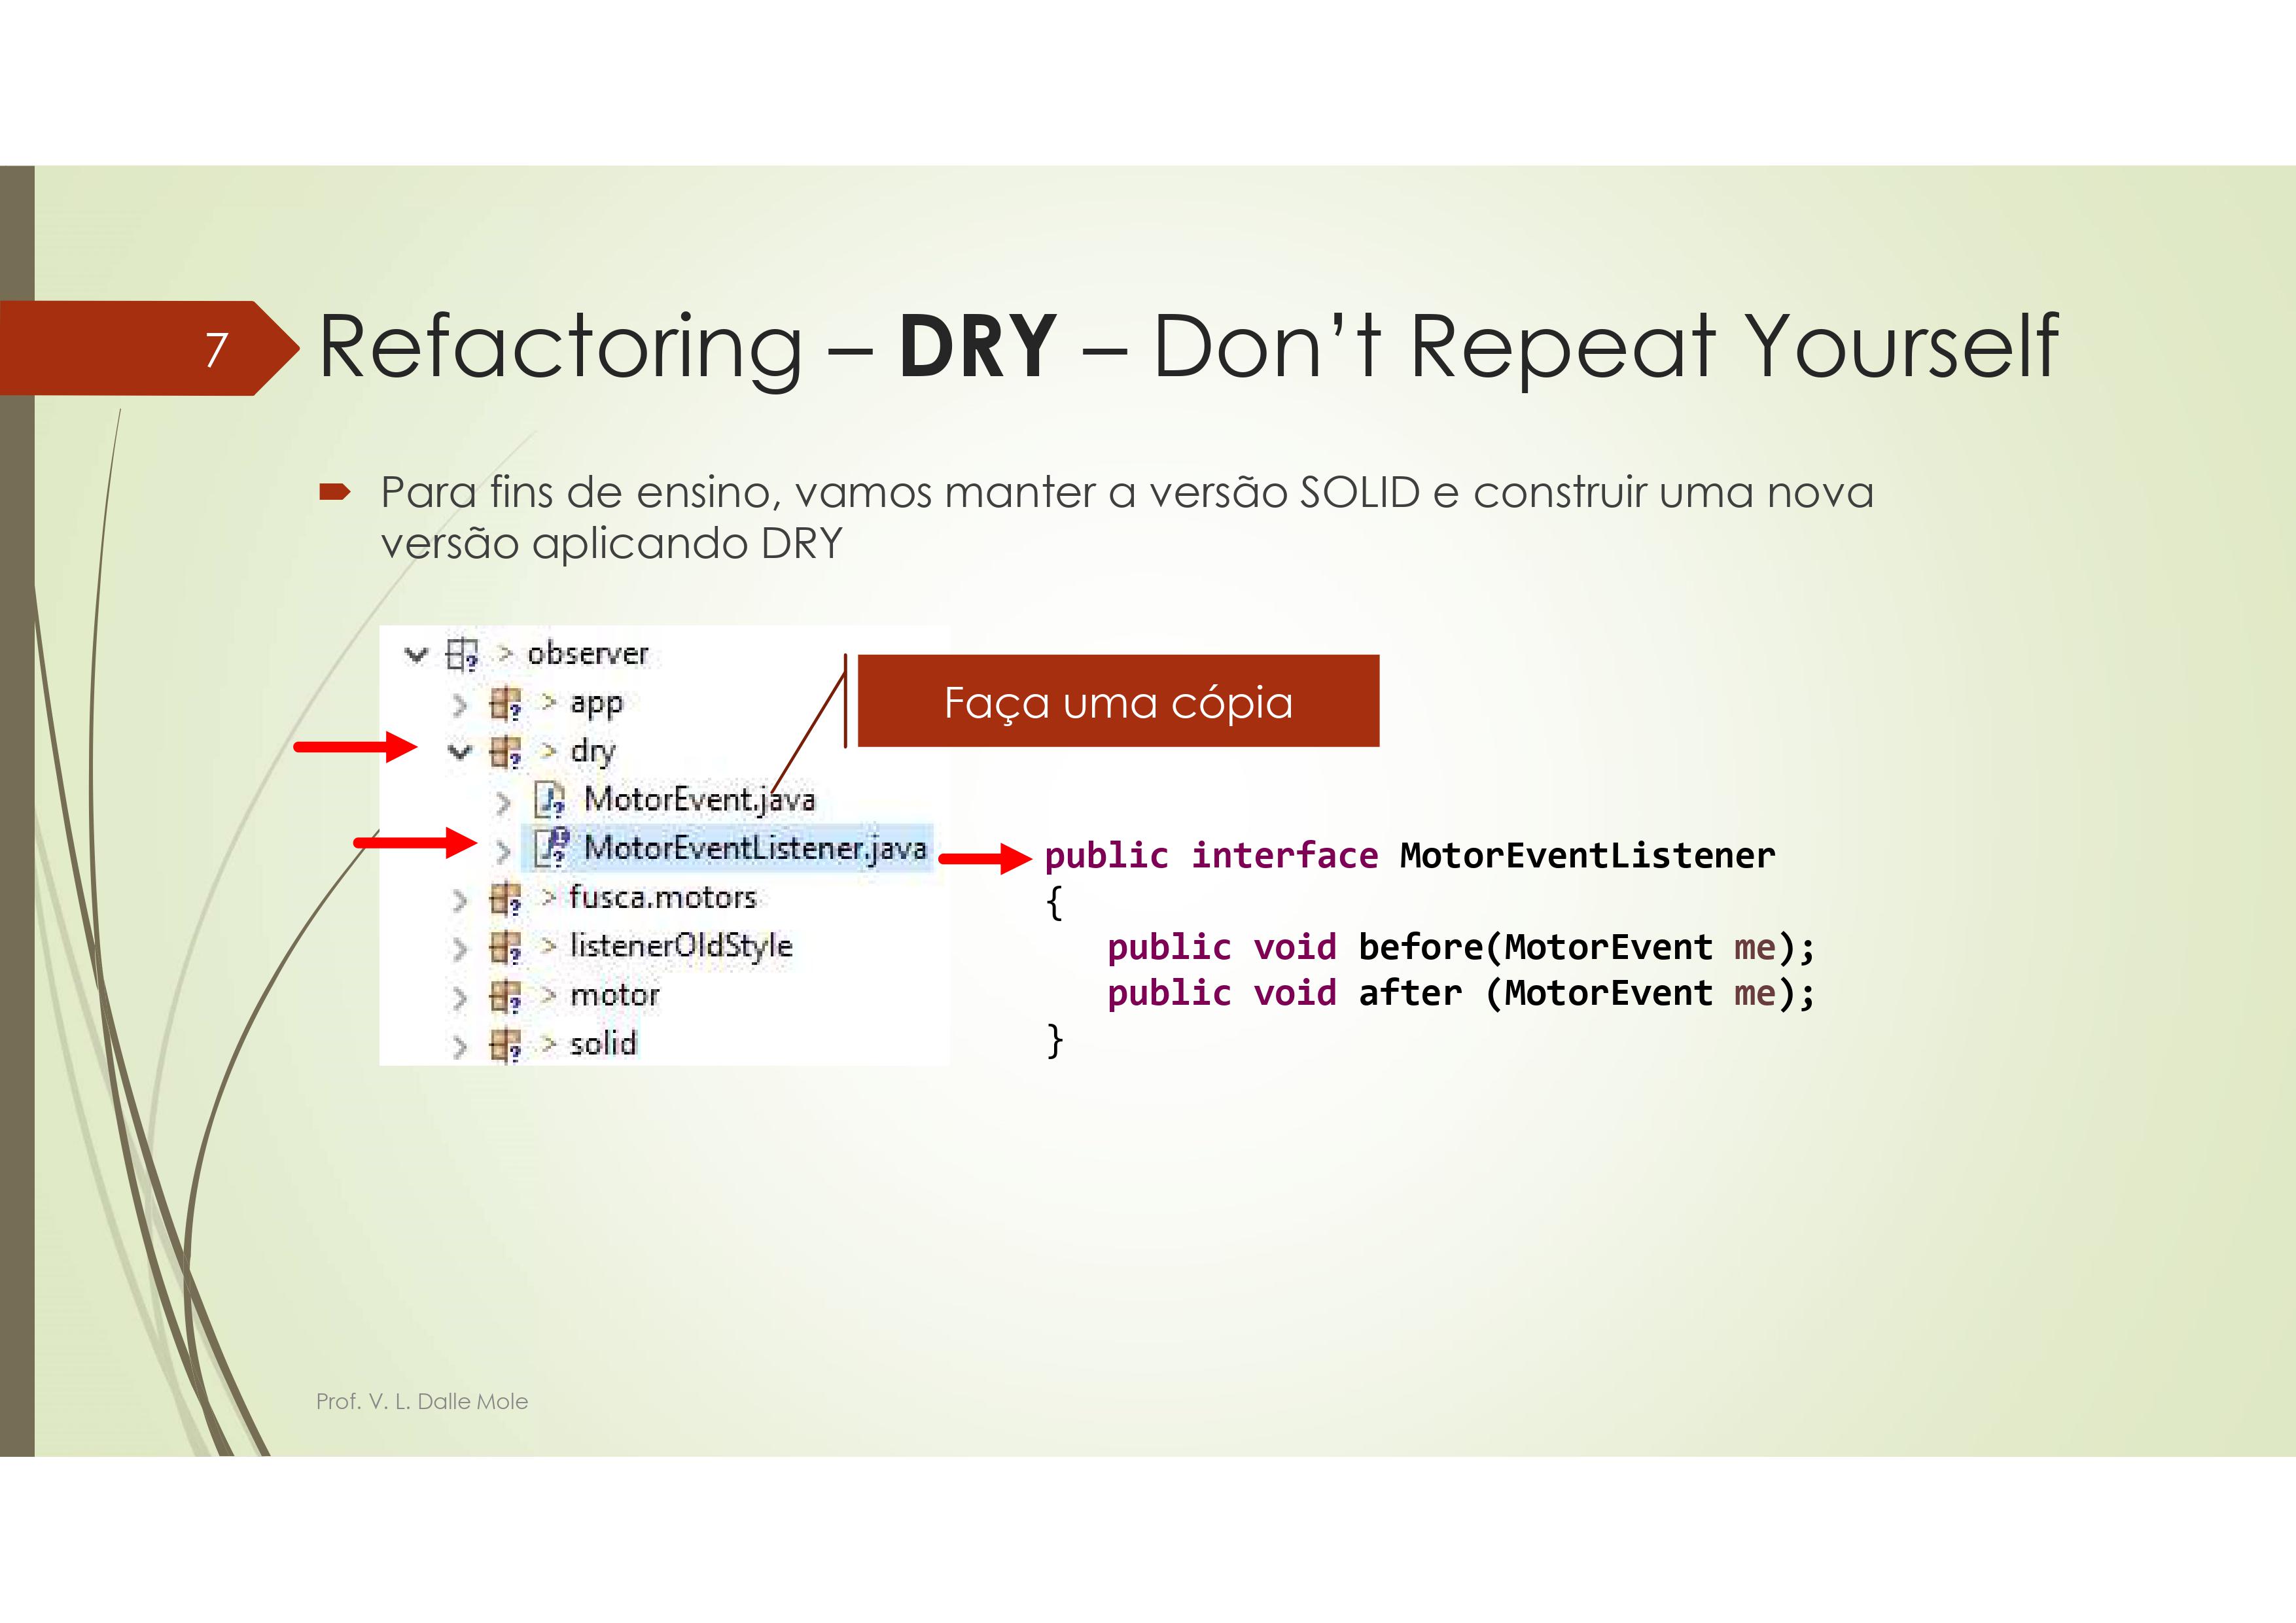 7
Refactoring – DRY – Don’t Repeat Yourself
Para fins de ensino, vamos manter a versão SOLID e construir uma nova
versão aplicando DRY
> observer
> app
> dry
MotorEvent.java
MotorEventListener.java
> fusca.motors
> listenerOldStyle
> motor
> solid
Faça uma cópia
public interface MotorEventListener
{
public void before(MotorEvent me);
public void after (MotorEvent me);
}
Prof. V. L. Dalle Mole